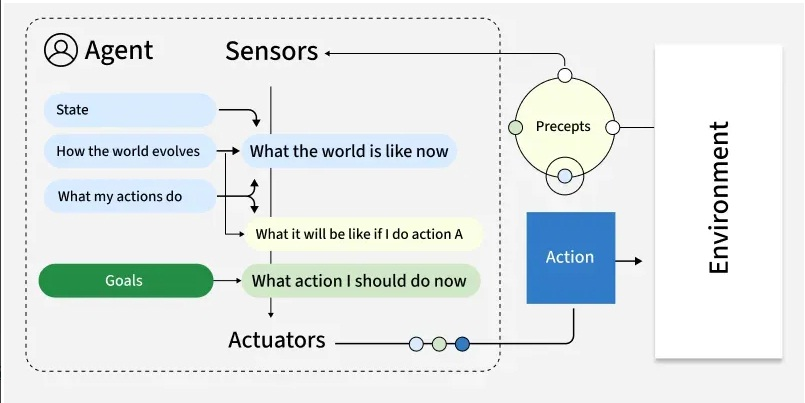 Agent
Sensors
State
How the world evolves
What the world is like now
What my actions do
What it will be like if I do action A
Goals
What action I should do now
Actuators
Precepts
Action
Environment